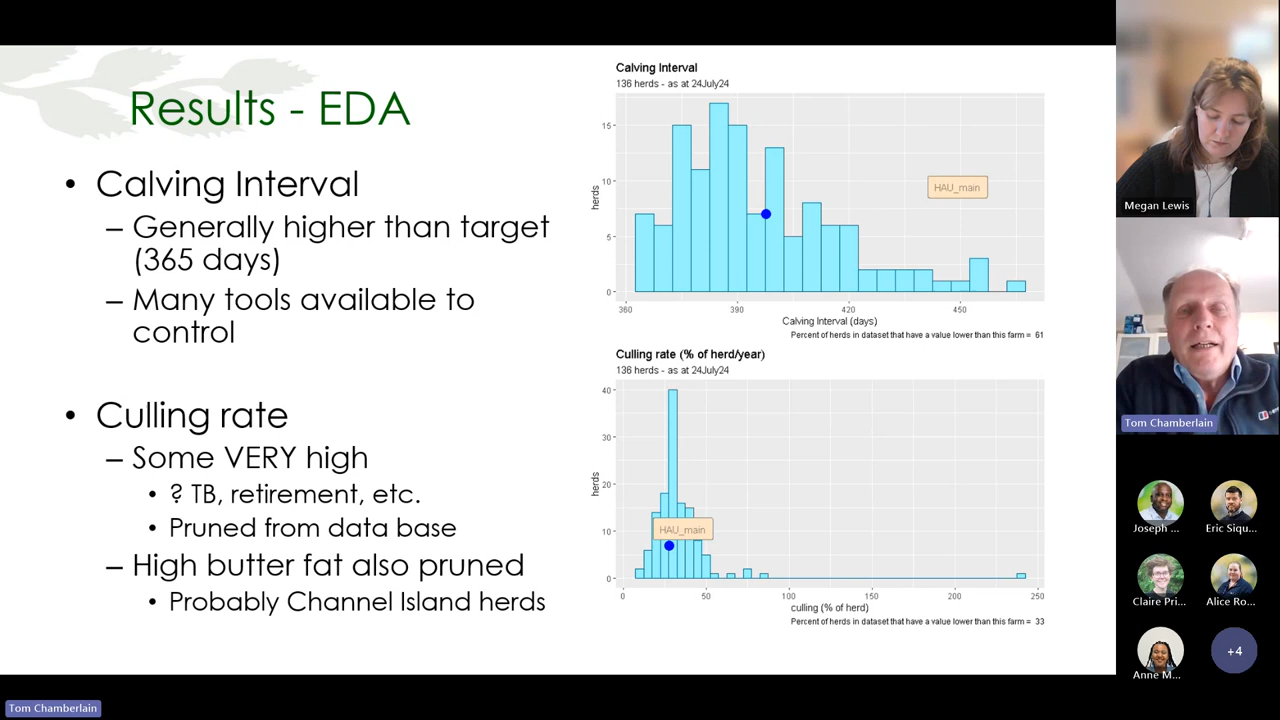 Results - EDA
• Calving Interval
– Generally higher than target
(365 days)
– Many tools available to
control
• Culling rate
– Some VERY high
• ? TB, retirement, etc.
• Pruned from data base
– High butter fat also pruned
• Probably Channel Island herds
Calving Interval
136 herds - as at 24July24
15
10
5
0
herds
HAU_main
360 390 420 450
Calving Interval (days)
Percent of herds in dataset that have a value lower than this farm = 61
Culling rate (% of herd/year)
136 herds - as at 24July24
40
30
20
10
0
herds
HAU_main
0 50 100 150 200 250
culling (% of herd)
Percent of herds in dataset that have a value lower than this farm = 33
Megan Lewis
Tom Chamberlain
Joseph ... Eric Siqu...
Claire Pri... Alice Ro...
Anne M... +4
Tom Chamberlain